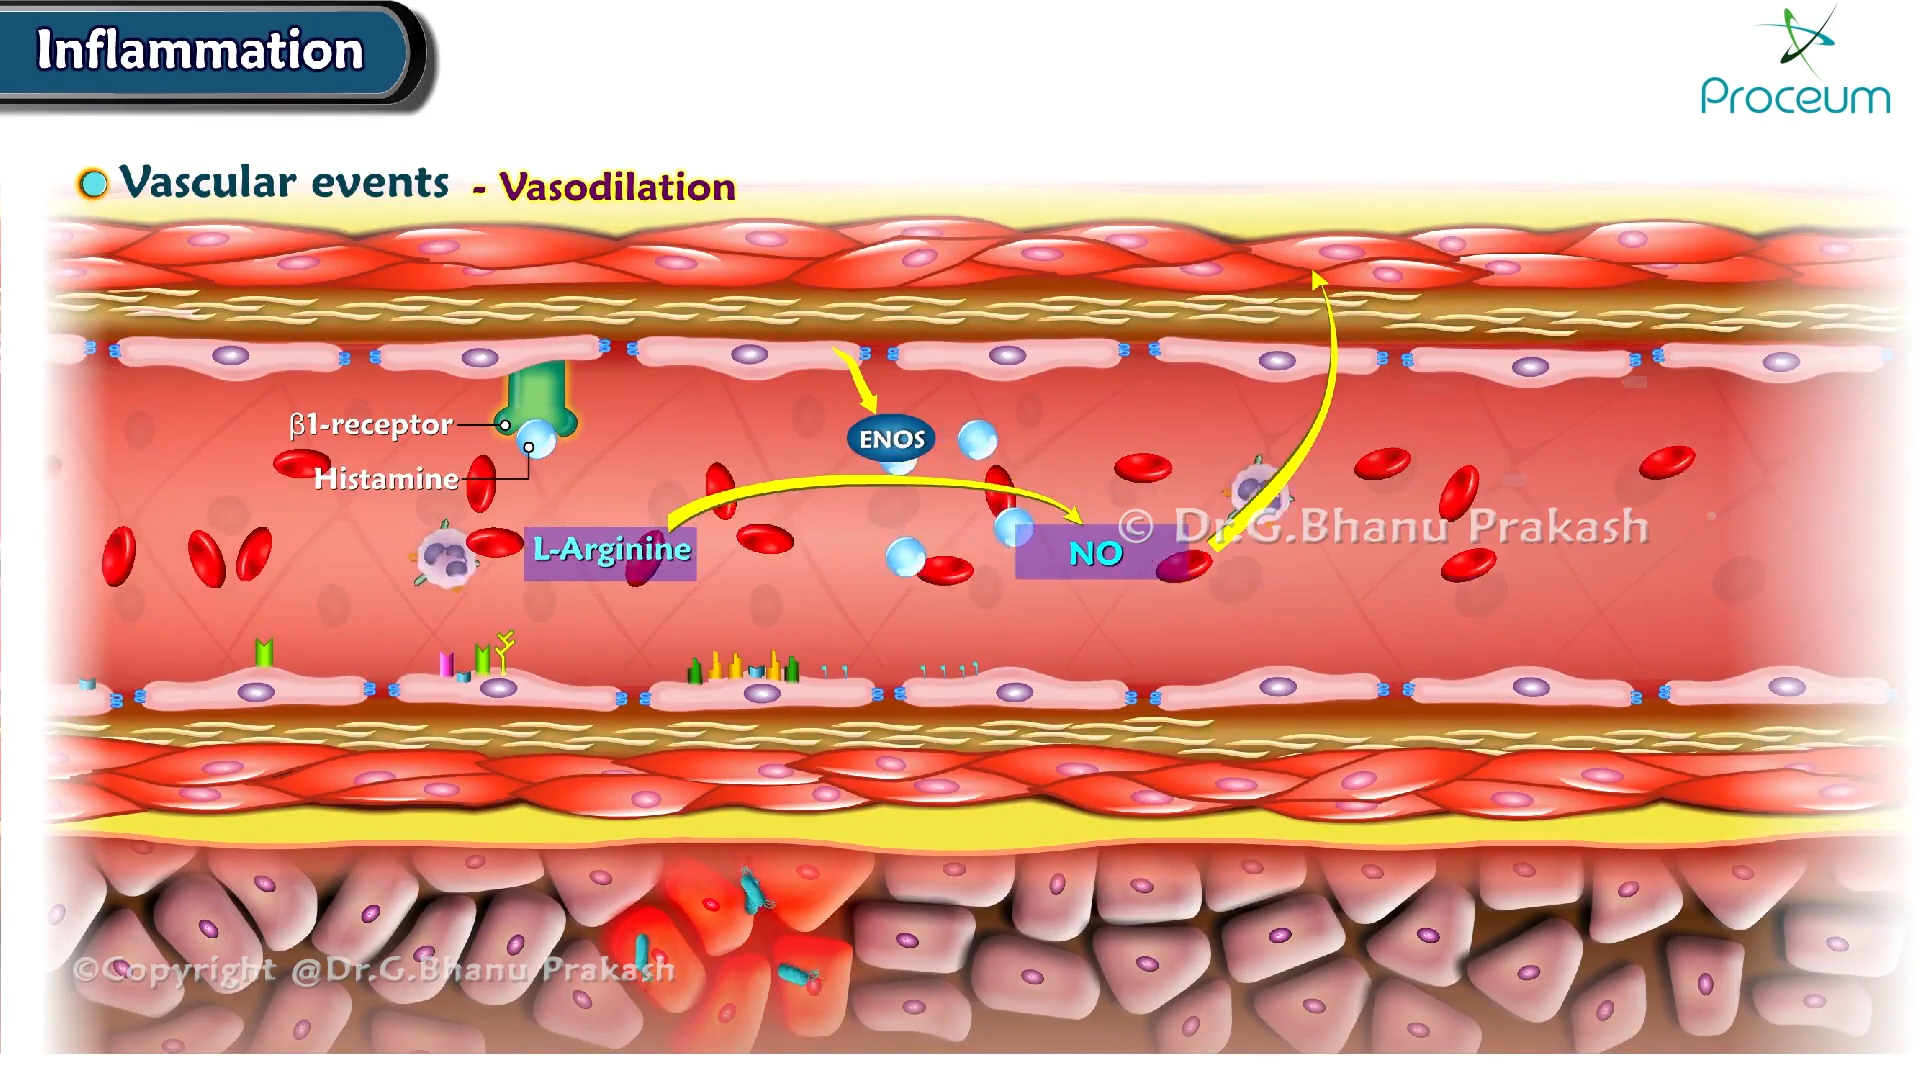 Inflammation
Proceum
Vascular events - Vasodilation
β1-receptor
ENOS
Histamine
© Dr.G.Bhanu Prakash
L-Arginine
NO
©Copyright @Dr.G.Bhanu Prakash